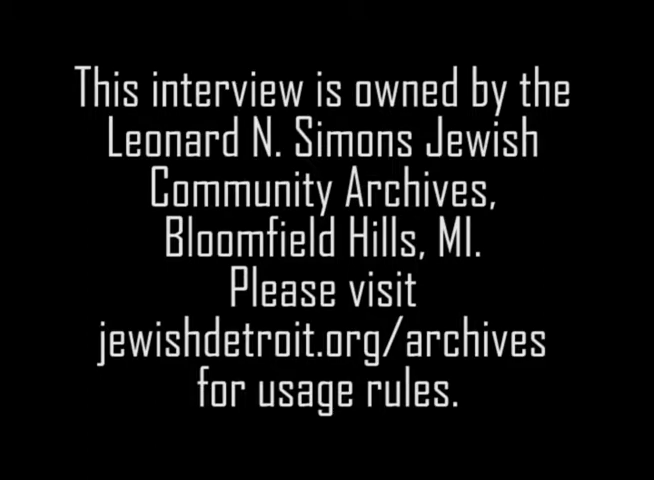 This interview is owned by the
Leonard N. Simons Jewish
Community Archives,
Bloomfield Hills, MI.
Please visit
jewishdetroit.org/archives
for usage rules.